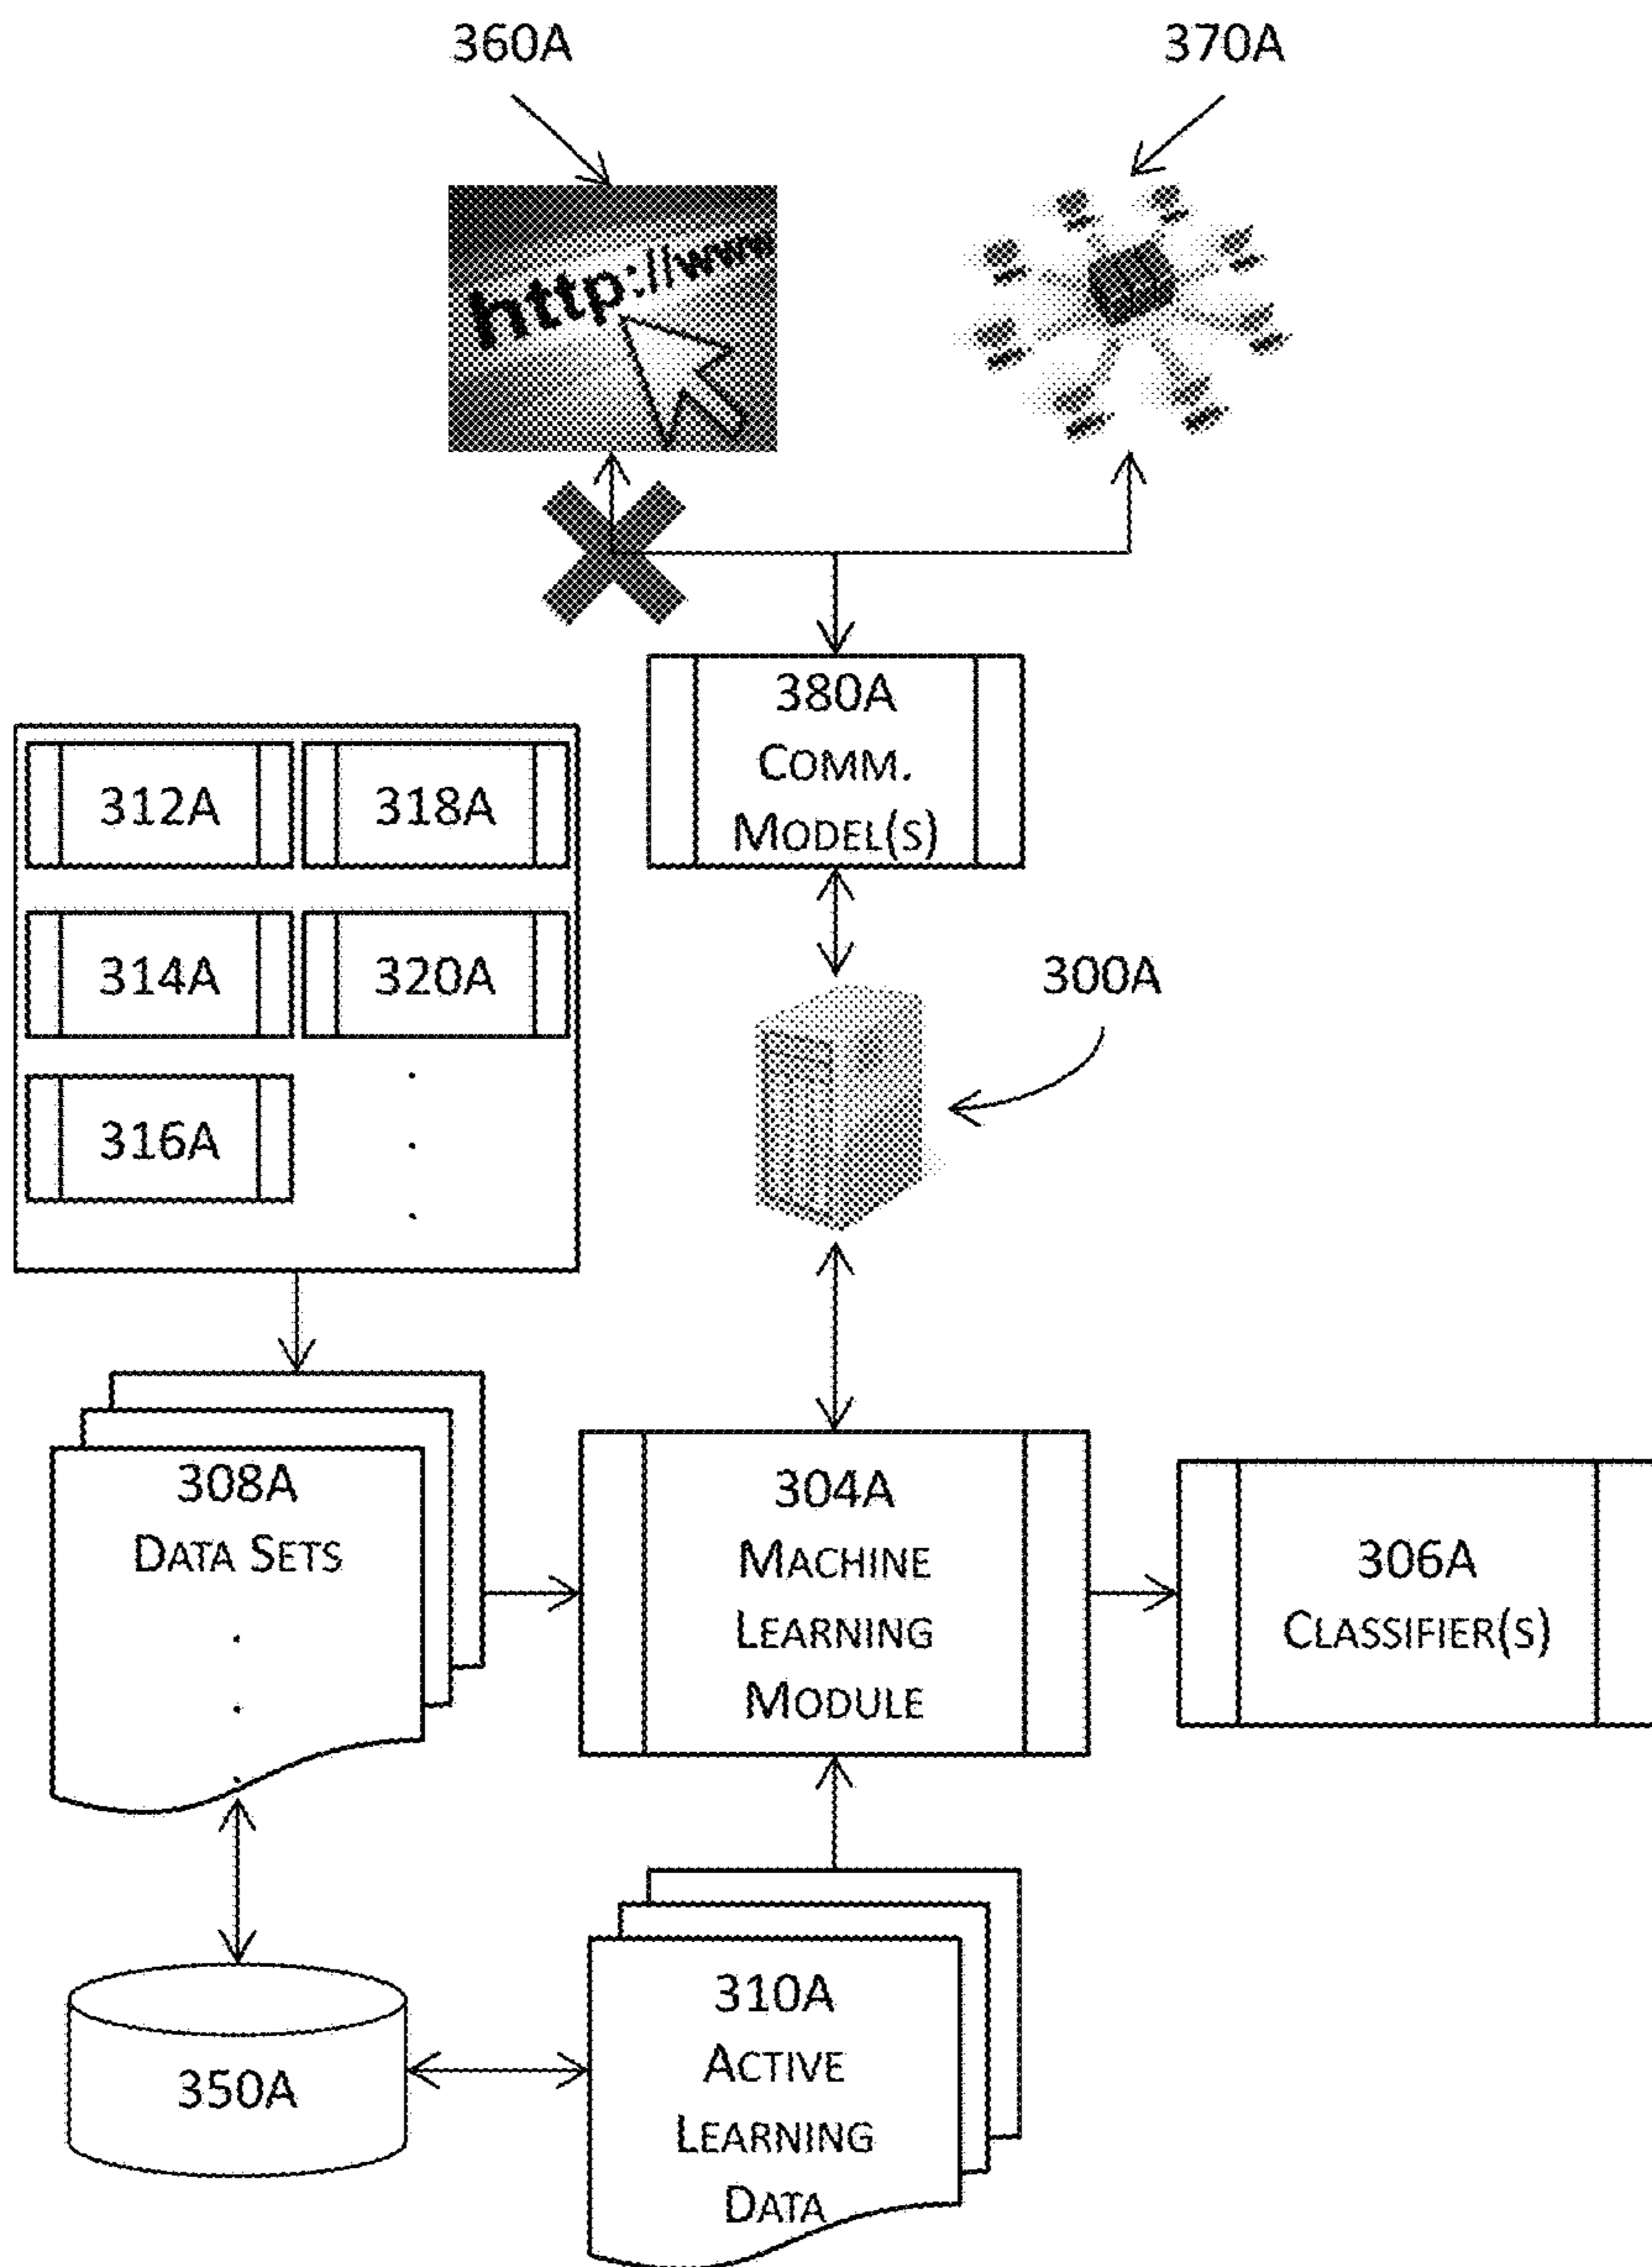 360A
370A
http://www
380A
COMM.
MODEL(S)
312A
318A
314A
320A
300A
316A
308A
DATA SETS
304A
MACHINE
LEARNING
MODULE
306A
CLASSIFIER(S)
310A
ACTIVE
LEARNING
DATA
350A